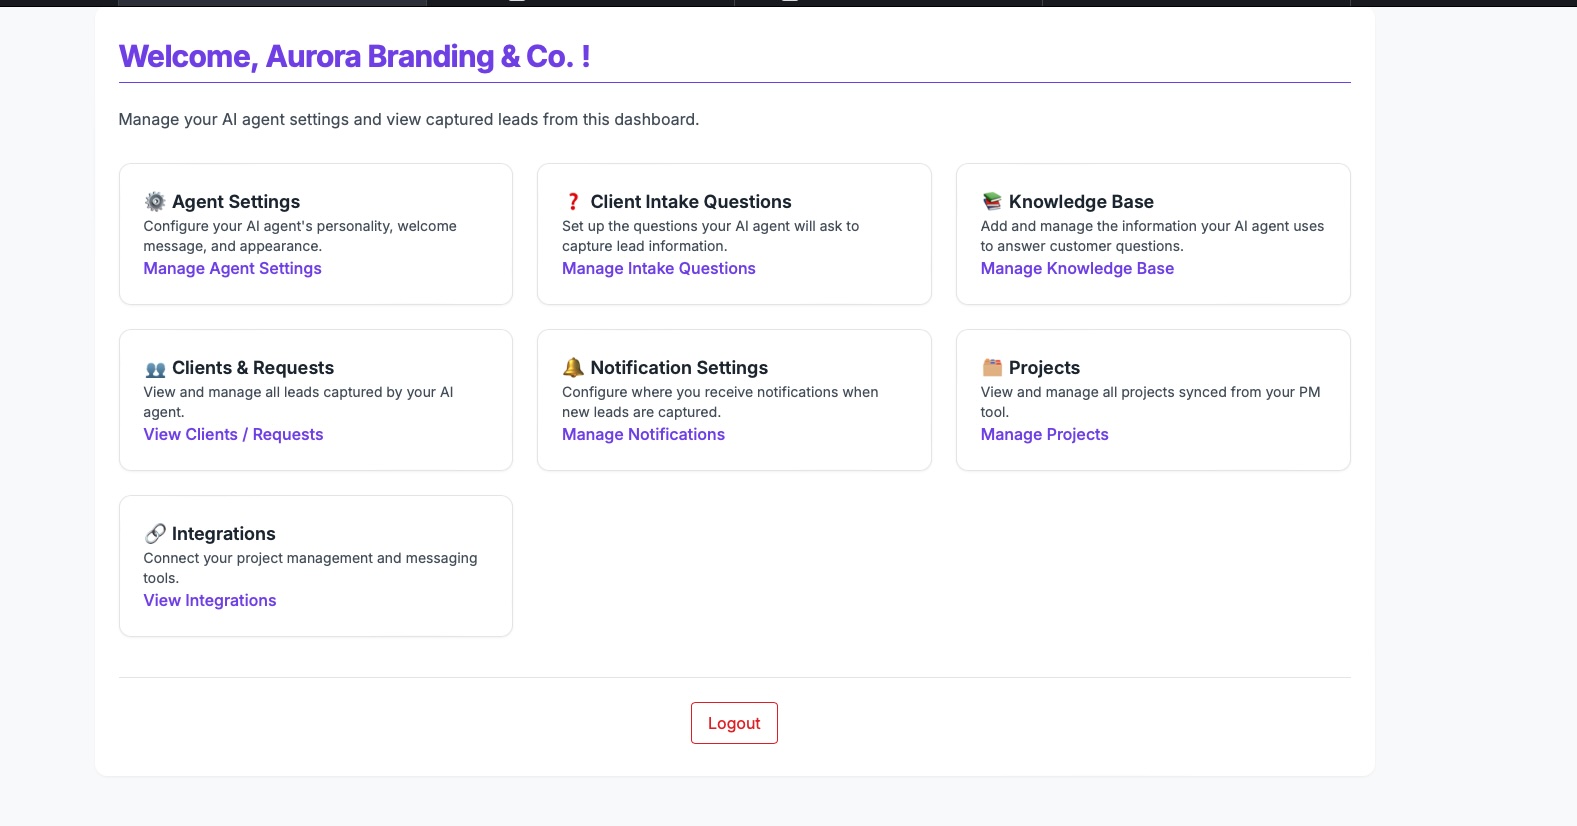 Welcome, Aurora Branding & Co. !
Manage your AI agent settings and view captured leads from this dashboard.
⚙️ Agent Settings
Configure your AI agent's personality, welcome
message, and appearance.
Manage Agent Settings
❓ Client Intake Questions
Set up the questions your AI agent will ask to
capture lead information.
Manage Intake Questions
📚 Knowledge Base
Add and manage the information your AI agent uses
to answer customer questions.
Manage Knowledge Base
👥 Clients & Requests
View and manage all leads captured by your AI
agent.
View Clients / Requests
🔔 Notification Settings
Configure where you receive notifications when
new leads are captured.
Manage Notifications
🗂️ Projects
View and manage all projects synced from your PM
tool.
Manage Projects
🔗 Integrations
Connect your project management and messaging
tools.
View Integrations
Logout